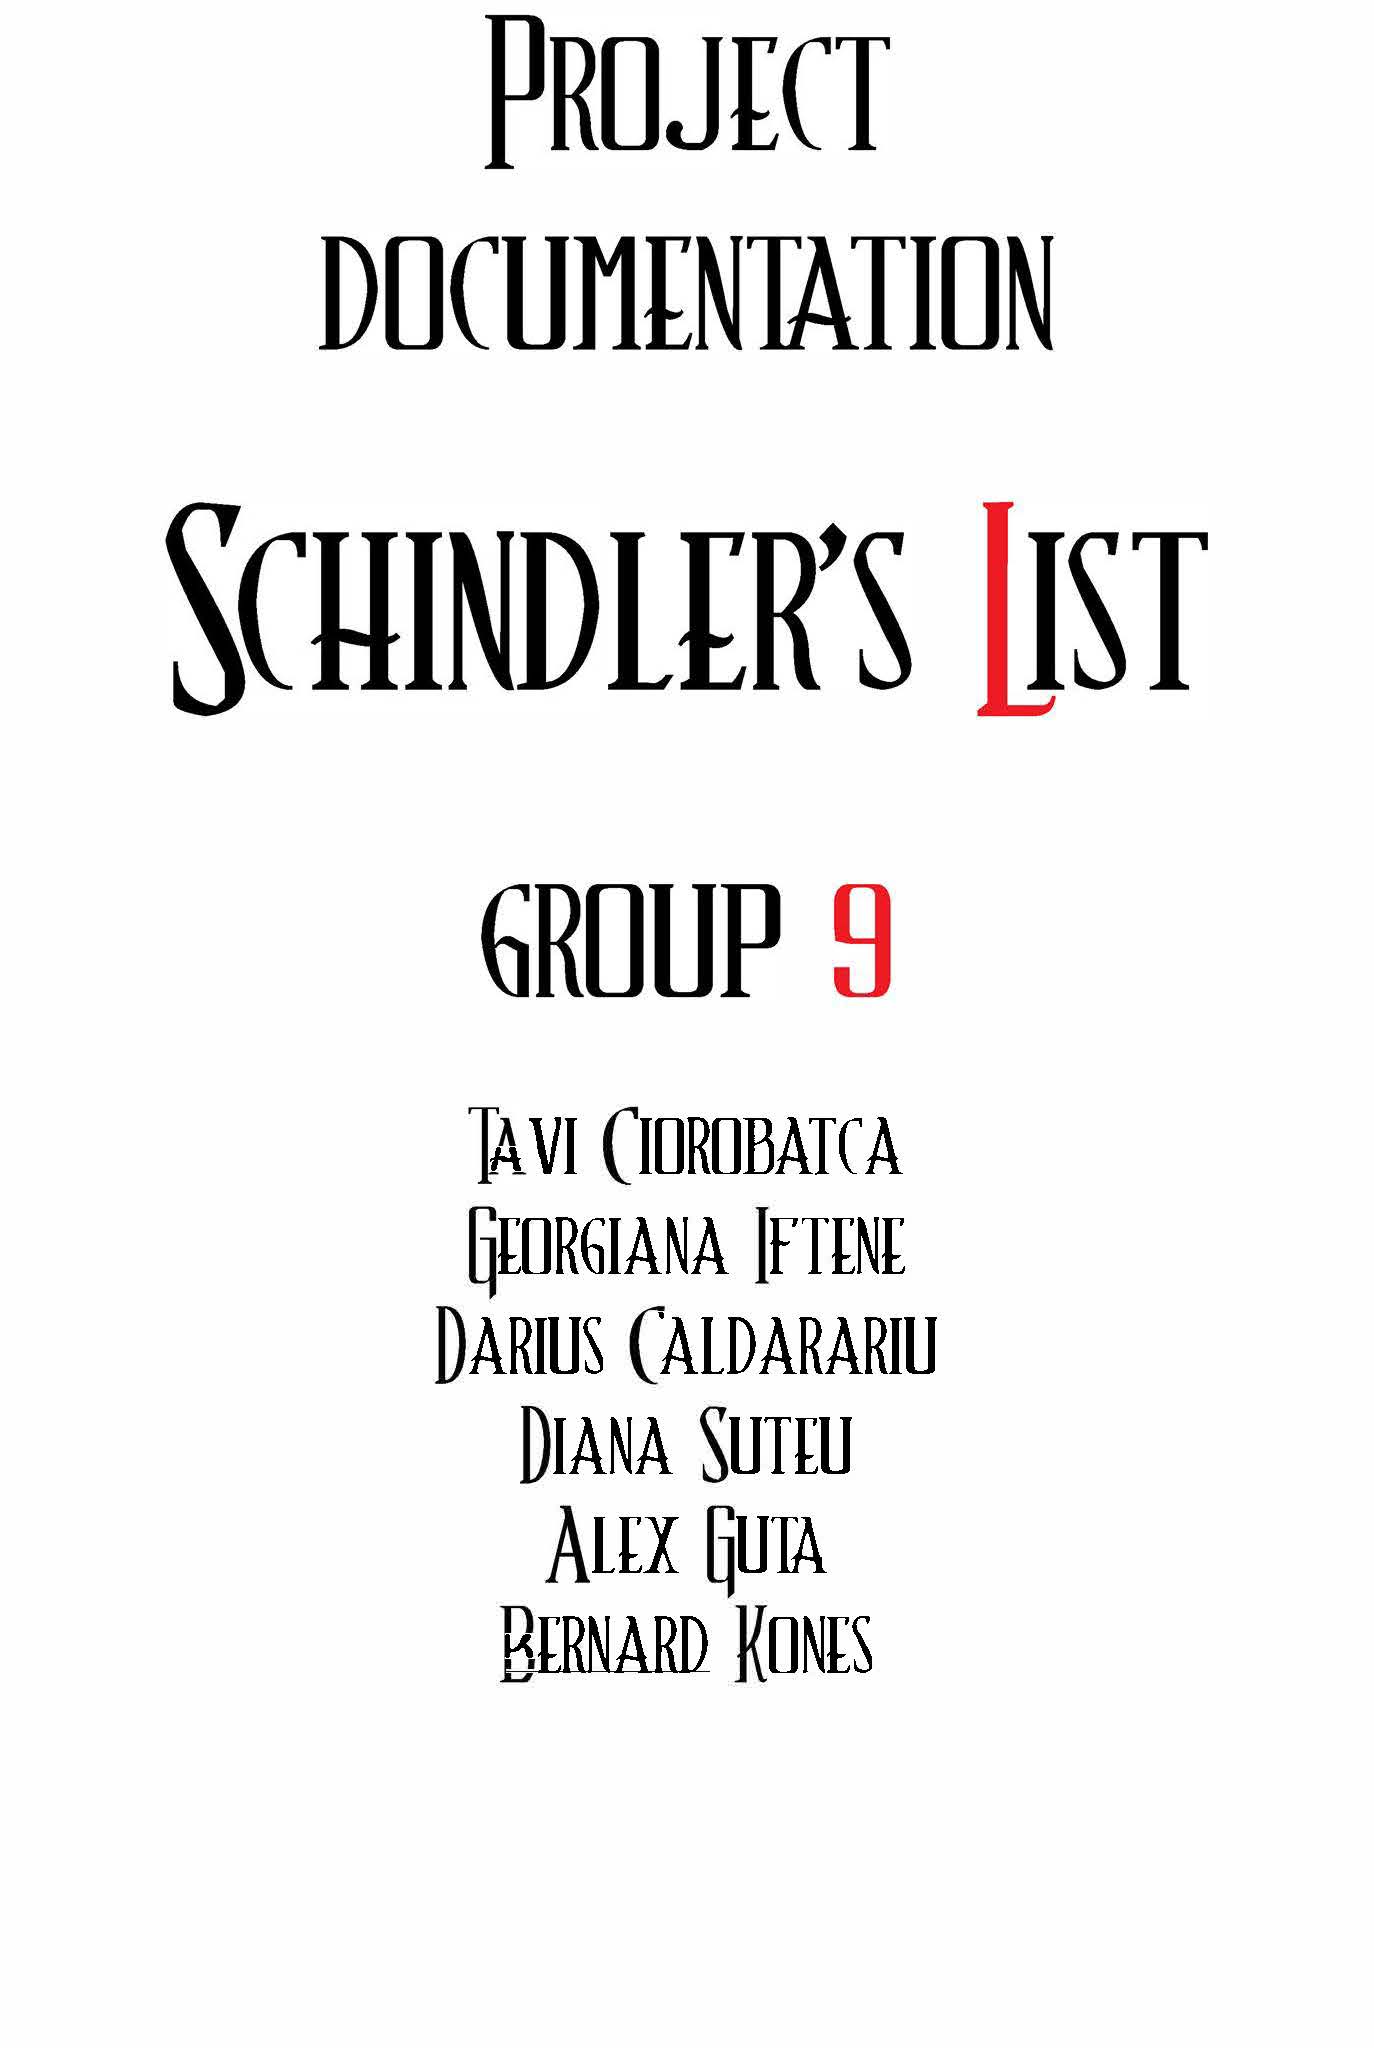 Project
documentation
Schindler's List
group 9
Tavi Ciorobatca
Georgiana Iftene
Darius Caldarariu
Diana Suteu
Alex Guta
Bernard Kones